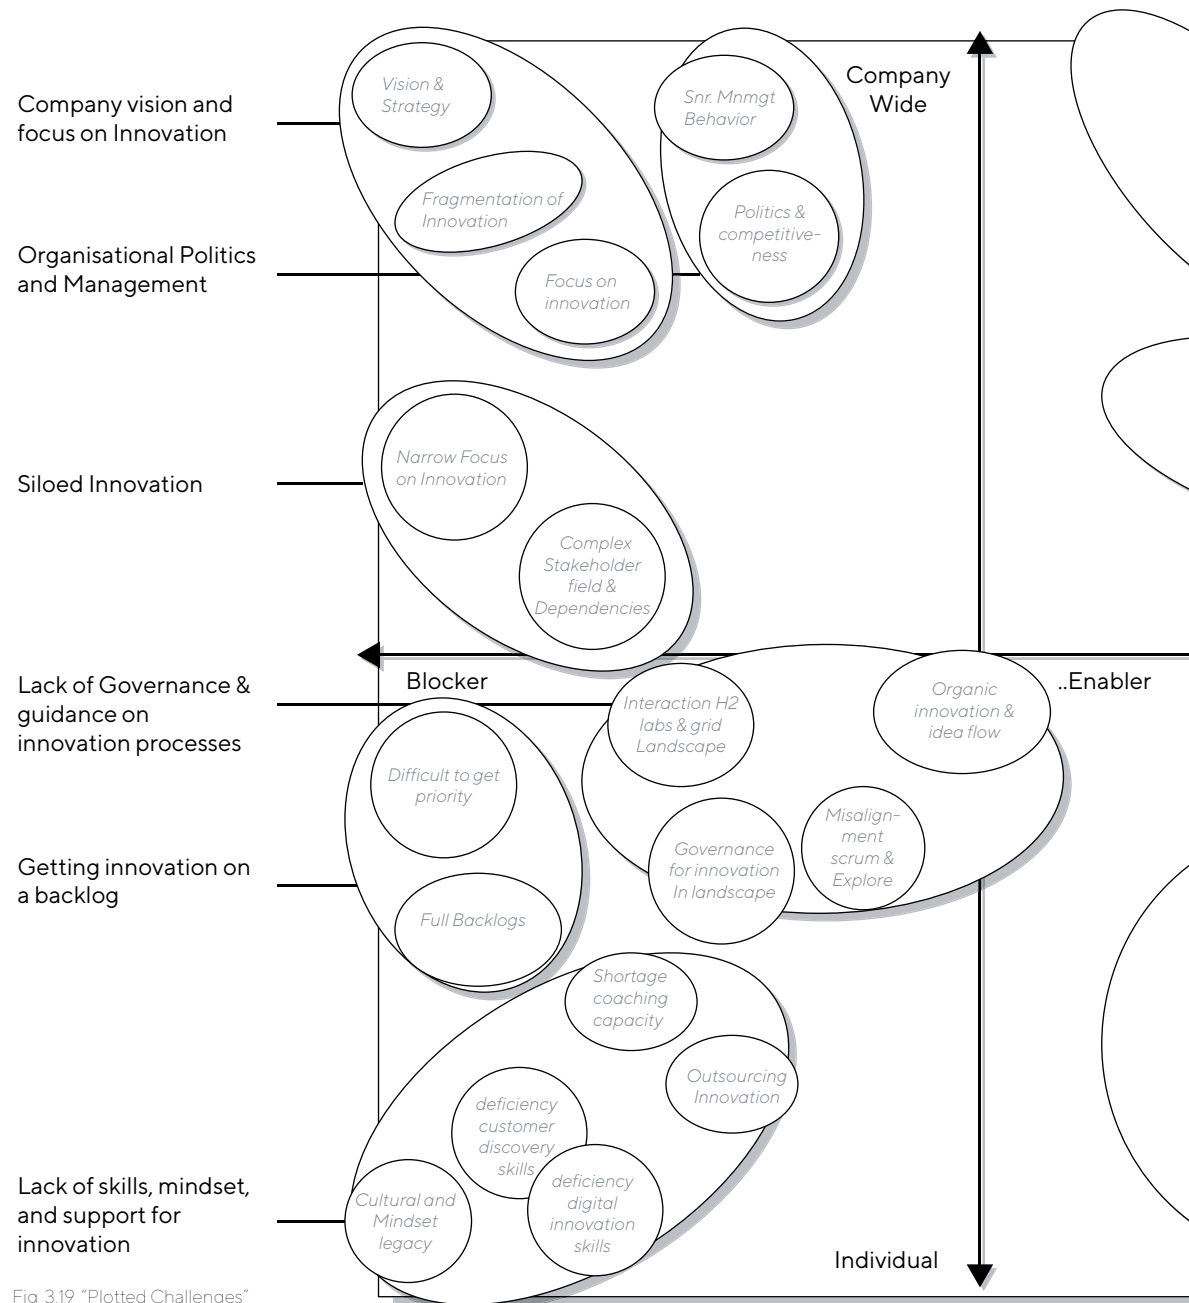 Company vision and
focus on Innovation
Organisational Politics
and Management
Siloed Innovation
Lack of Governance &
guidance on
innovation processes
Getting innovation on
a backlog
Lack of skills, mindset,
and support for
innovation
Fig 3.19 "Plotted Challenges"
Vision &
Strategy
Fragmentation of
Innovation
Focus on
innovation
Snr. Mnmgt
Behavior
Politics &
competitive-
ness
Company
Wide
Narrow Focus
on Innovation
Complex
Stakeholder
field &
Dependencies
Blocker
..Enabler
Interaction H2
labs & grid
Landscape
Organic
innovation &
idea flow
Difficult to get
priority
Governance
for innovation
In landscape
Misalign-
ment
scrum &
Explore
Full Backlogs
Shortage
coaching
capacity
Outsourcing
Innovation
deficiency
customer
discovery
skills
deficiency
digital
innovation
skills
Cultural and
Mindset
legacy
Individual